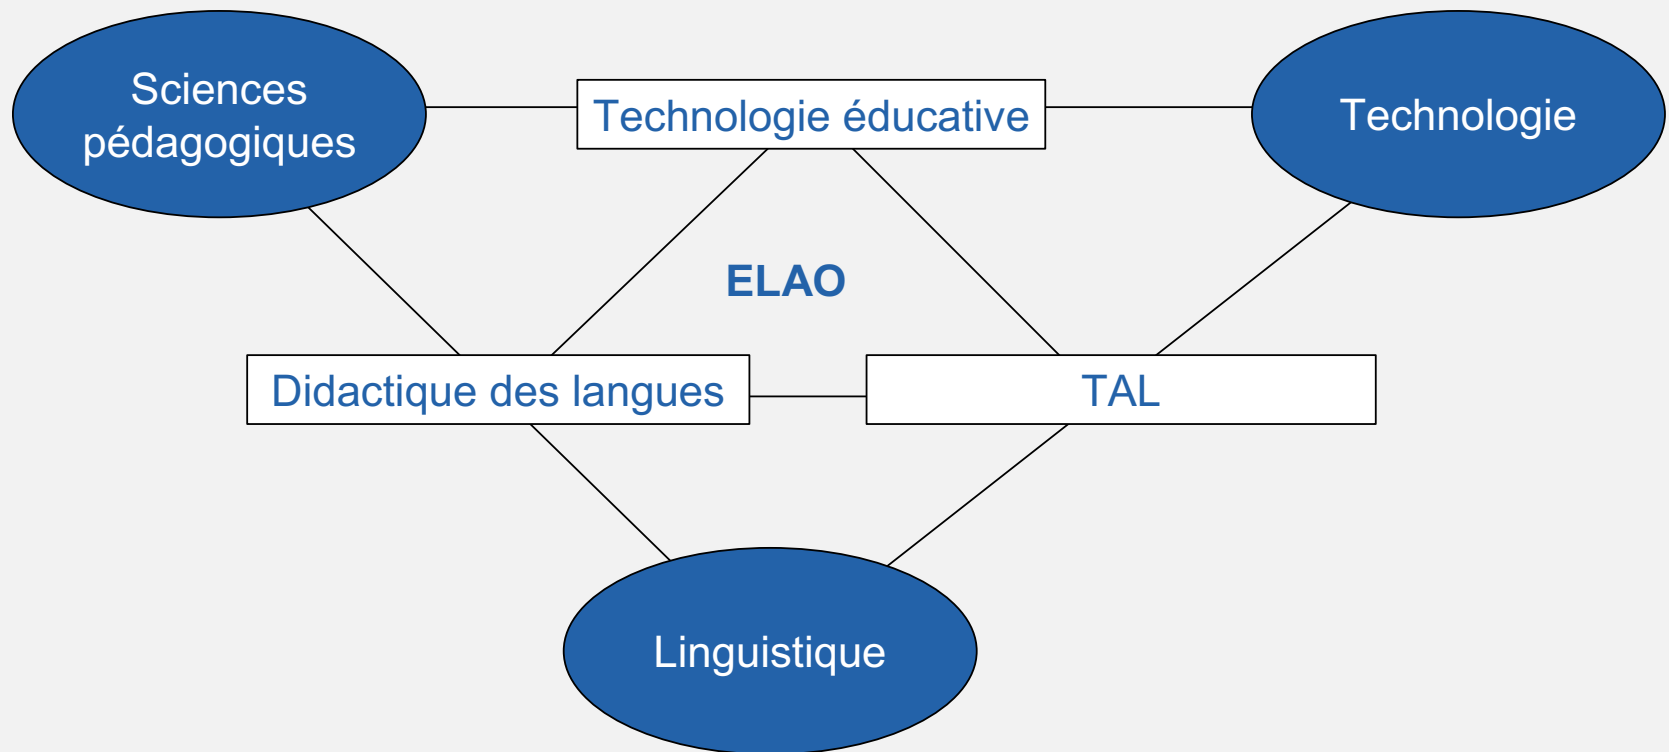 Sciences
pédagogiques
Technologie éducative
Technologie
ELAO
Didactique des langues
TAL
Linguistique